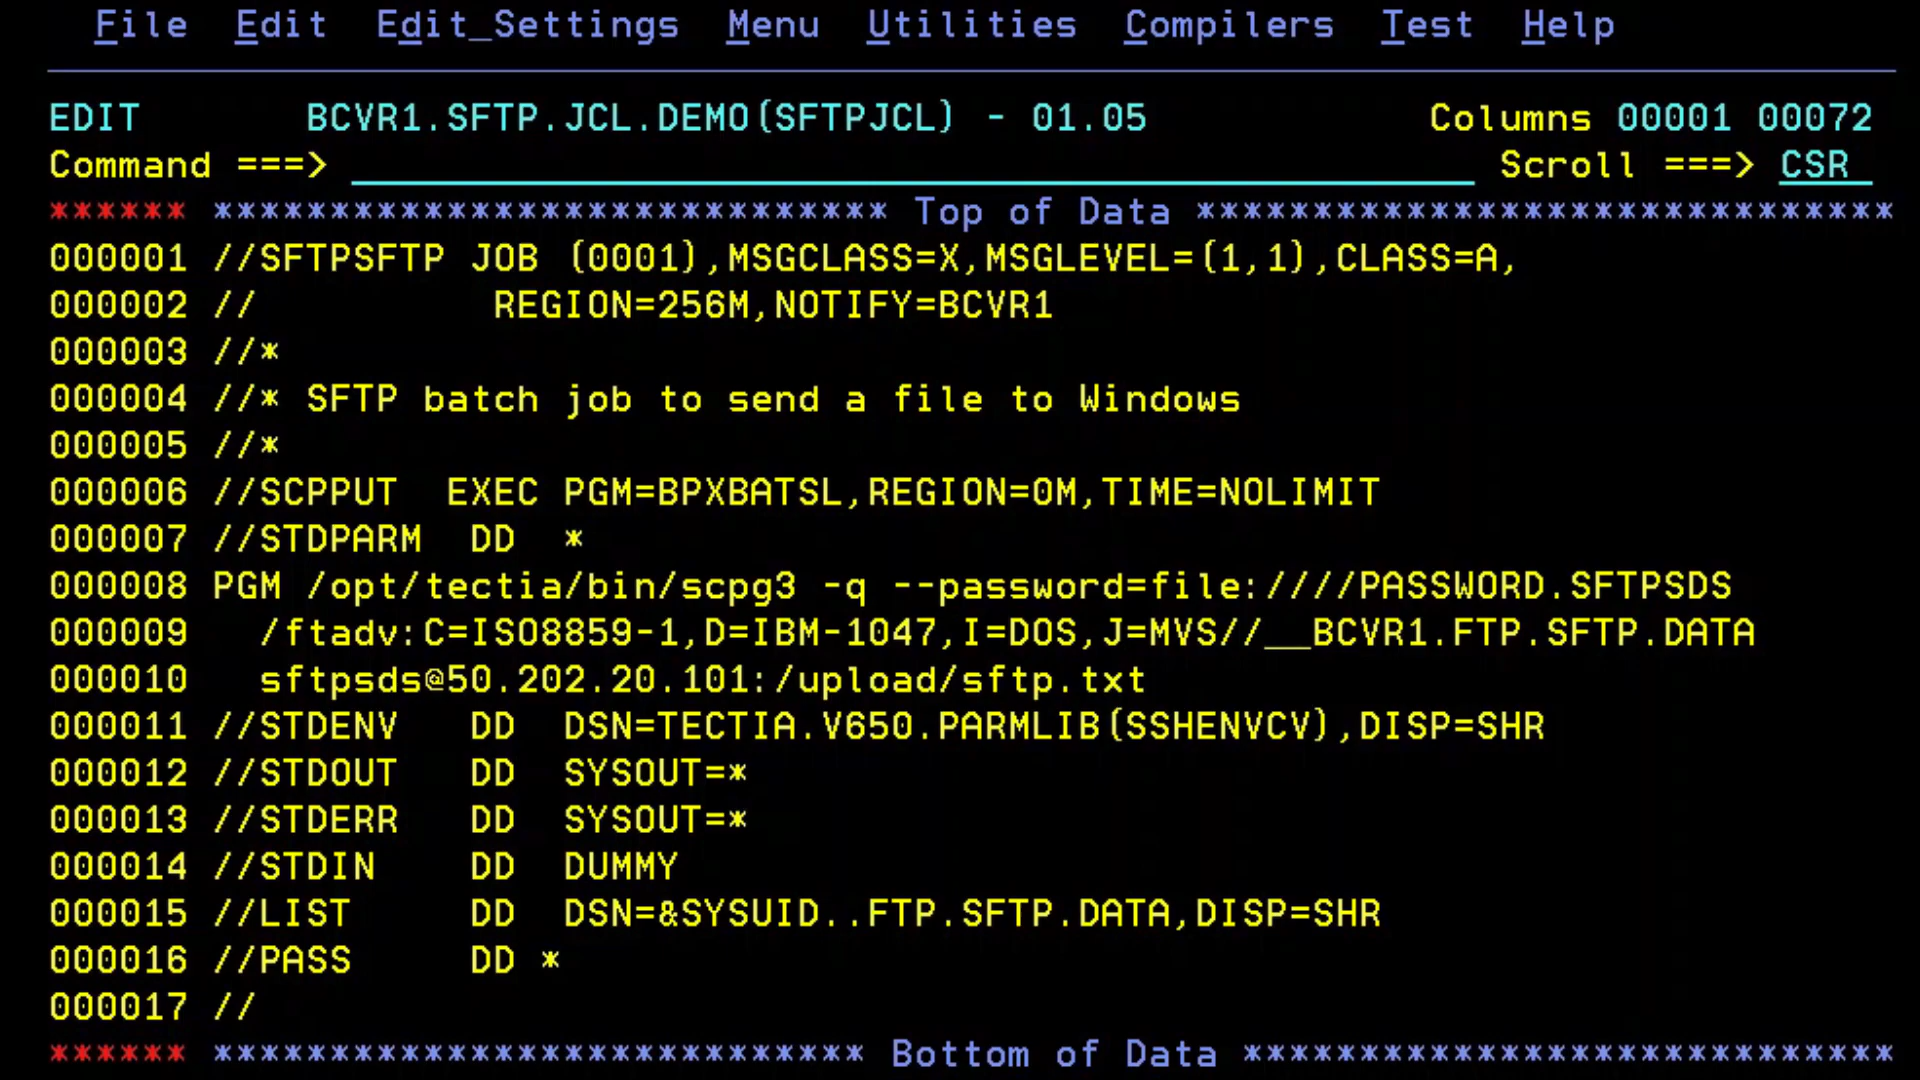 File Edit Edit_Settings Menu Utilities Compilers Test Help
EDIT BCVR1.SFTP.JCL.DEMO(SFTPJCL) - 01.05 Columns 00001 00072
Command ===> Scroll ===> CSR
****** ***************************** Top of Data ******************************
000001 //SFTPSFTP JOB (0001),MSGCLASS=X,MSGLEVEL=(1,1),CLASS=A,
000002 //          REGION=256M,NOTIFY=BCVR1
000003 //*
000004 //* SFTP batch job to send a file to Windows
000005 //*
000006 //SCPPUT  EXEC PGM=BPXBATSL,REGION=0M,TIME=NOLIMIT
000007 //STDPARM  DD  *
000008 PGM /opt/tectia/bin/scpg3 -q --password=file:////PASSWORD.SFTPSDS
000009   /ftadv:C=ISO8859-1,D=IBM-1047,I=DOS,J=MVS//__BCVR1.FTP.SFTP.DATA
000010   sftpsds@50.202.20.101:/upload/sftp.txt
000011 //STDENV   DD  DSN=TECTIA.V650.PARMLIB(SSHENVCV),DISP=SHR
000012 //STDOUT   DD  SYSOUT=*
000013 //STDERR   DD  SYSOUT=*
000014 //STDIN    DD  DUMMY
000015 //LIST     DD  DSN=&SYSUID..FTP.SFTP.DATA,DISP=SHR
000016 //PASS     DD *
000017 //
****** **************************** Bottom of Data ****************************